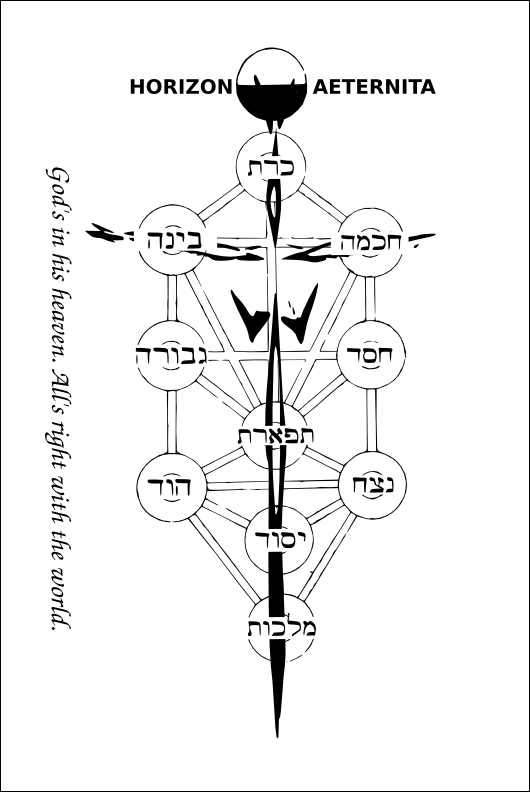 HORIZON AETERNITA
כרת
בינה
חכמה
גבורה
חסד
תפארת
הוד
נצח
יסוד
מלכות
God's in his heaven. All's right with the world.